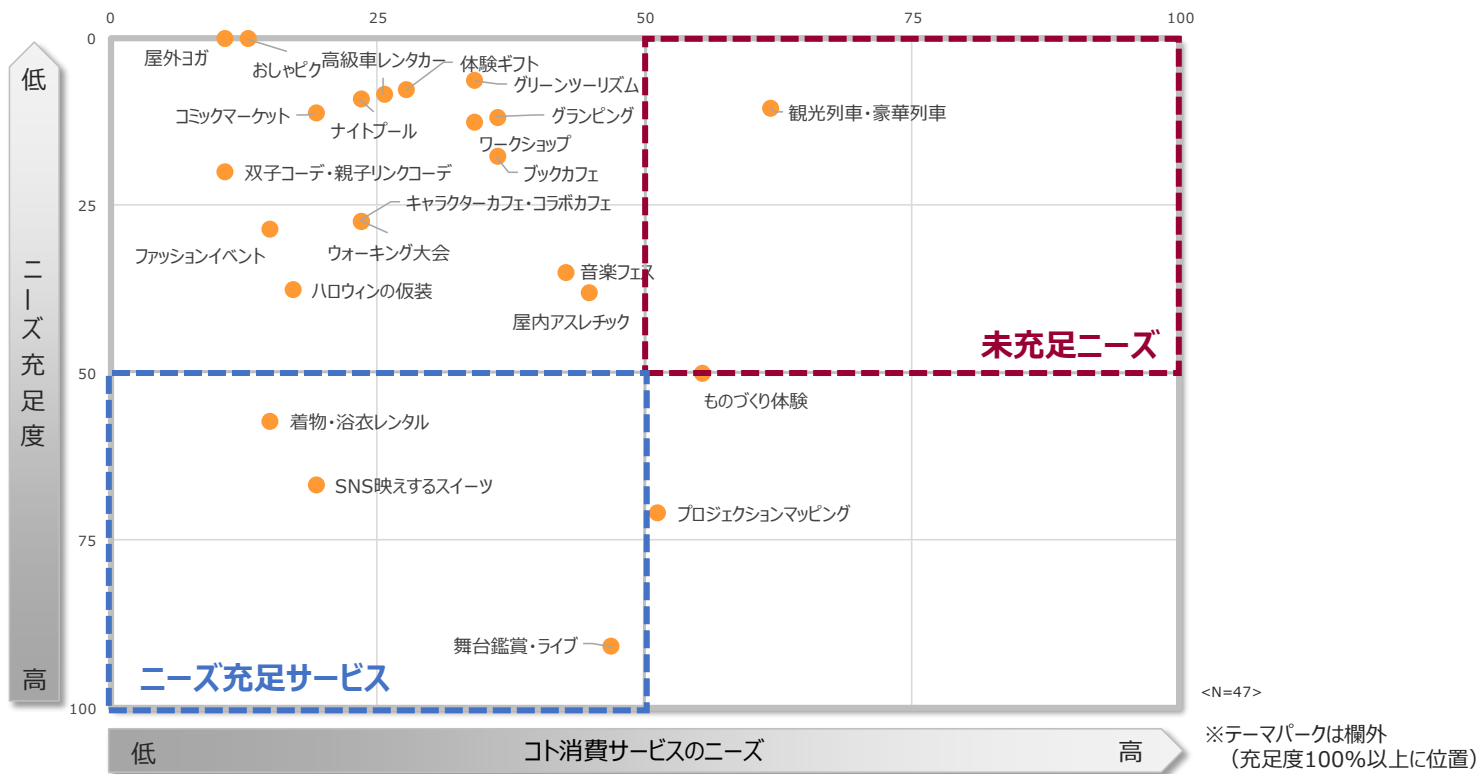 0
25
50
75
100
0
25
50
75
100
低
ニーズ充足度
高
屋外ヨガ
おしゃピク
高級車レンタカー
体験ギフト
グリーンツーリズム
コミックマーケット
ナイトプール
グランピング
ワークショップ
ブックカフェ
観光列車・豪華列車
双子コーデ・親子リンクコーデ
キャラクターカフェ・コラボカフェ
ファッションイベント
ウォーキング大会
音楽フェス
ハロウィンの仮装
屋内アスレチック
未充足ニーズ
ものづくり体験
着物・浴衣レンタル
SNS映えするスイーツ
プロジェクションマッピング
舞台鑑賞・ライブ
ニーズ充足サービス
<N=47>
低
コト消費サービスのニーズ
高
※テーマパークは欄外
(充足度100%以上に位置)